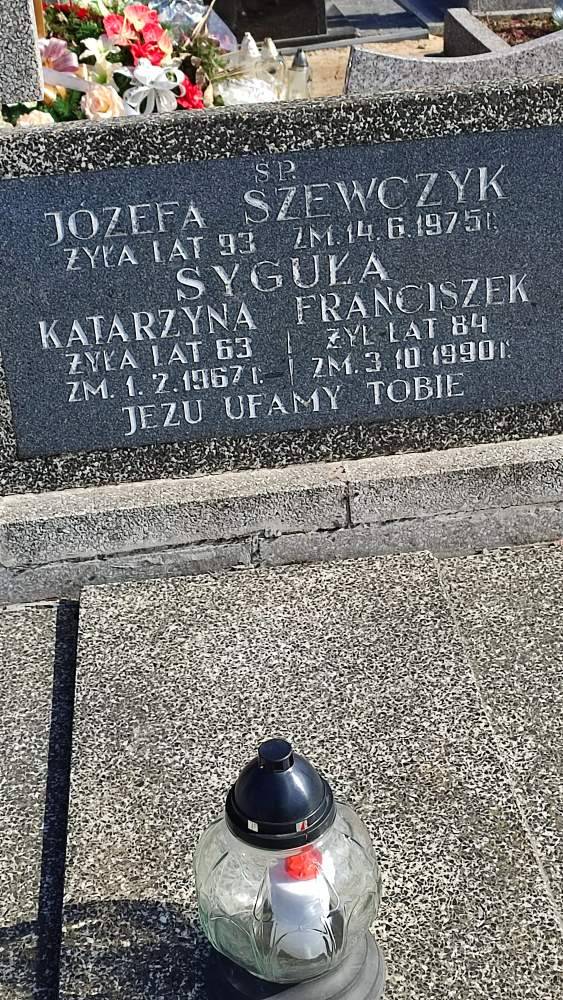 Ś.P.
JÓZEFA SZEWCZYK
ŻYŁA LAT 93 ZM. 14.6.1975 r.
SYGUŁA
KATARZYNA FRANCISZEK
ŻYŁA LAT 63 ŻYŁ LAT 84
ZM. 1.2.1967 r. ZM. 3 10.1990 r.
JEZU UFAMY TOBIE